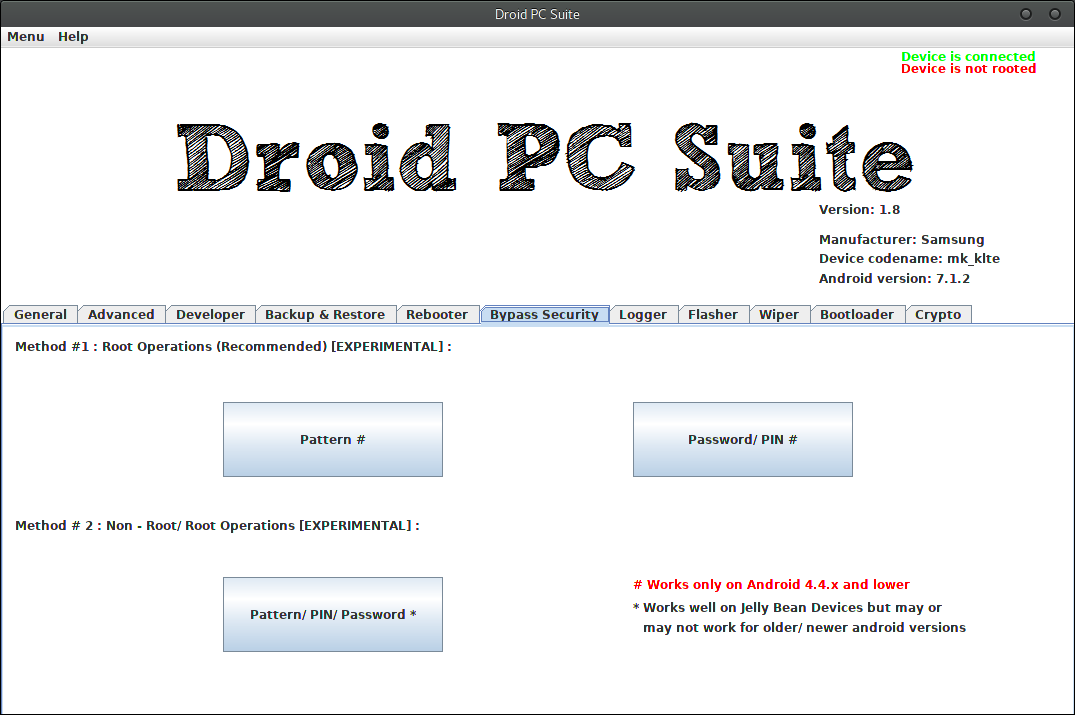 Droid PC Suite
Menu Help
Device is connected
Device is not rooted
Droid PC Suite
Version: 1.8
Manufacturer: Samsung
Device codename: mk_klte
Android version: 7.1.2
General Advanced Developer Backup & Restore Rebooter Bypass Security Logger Flasher Wiper Bootloader Crypto
Method #1 : Root Operations (Recommended) [EXPERIMENTAL] :
Pattern # Password/ PIN #
Method # 2 : Non - Root/ Root Operations [EXPERIMENTAL] :
Pattern/ PIN/ Password *
# Works only on Android 4.4.x and lower
* Works well on Jelly Bean Devices but may or
may not work for older/ newer android versions